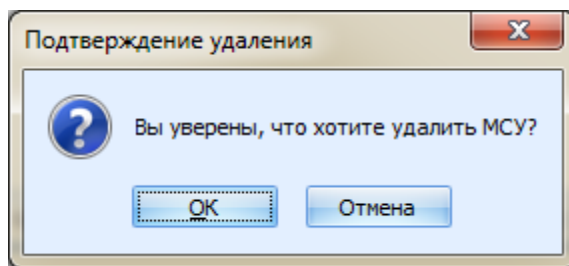 Подтверждение удаления
Вы уверены, что хотите удалить МСУ?
OK
Отмена